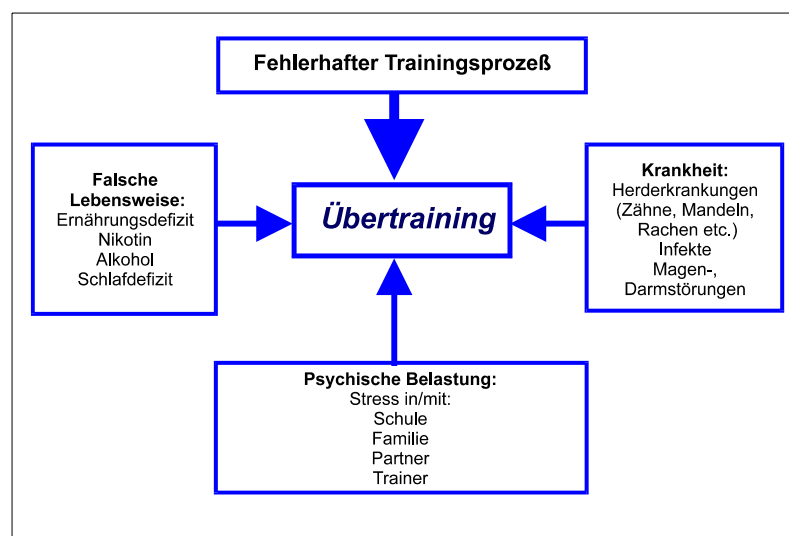 Fehlerhafter Trainingsprozeß
Falsche
Lebensweise:
Ernährungsdefizit
Nikotin
Alkohol
Schlafdefizit
Übertraining
Krankheit:
Herderkrankungen
(Zähne, Mandeln,
Rachen etc.)
Infekte
Magen-,
Darmstörungen
Psychische Belastung:
Stress in/mit:
Schule
Familie
Partner
Trainer